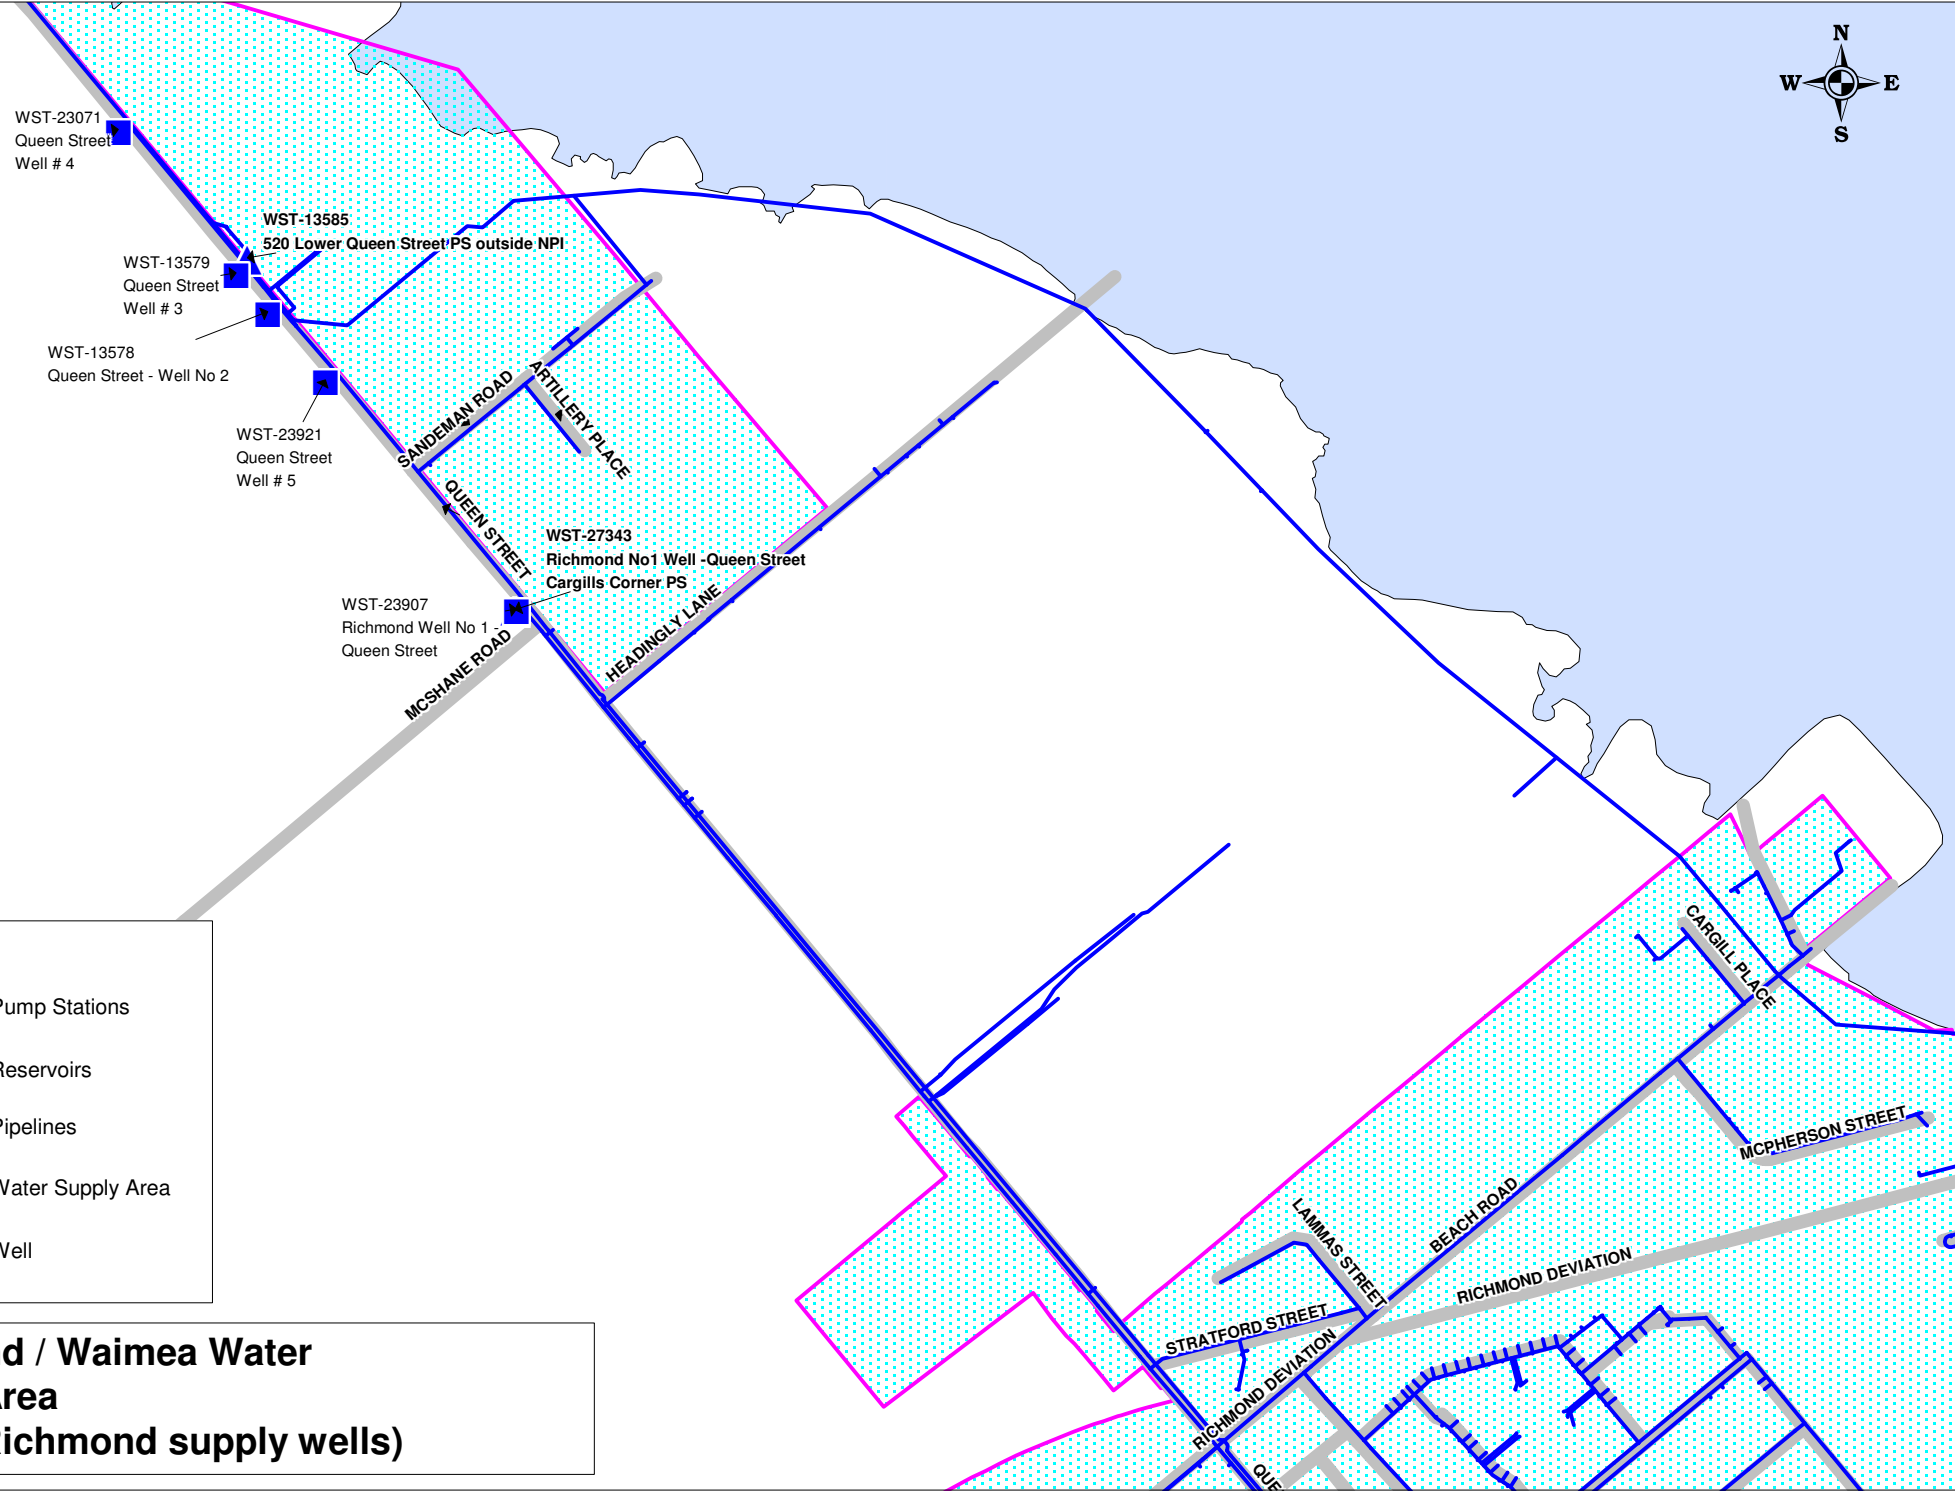 N
W E
S
WST-23071
Queen Street-
Well # 4
WST-13585
520 Lower Queen Street PS outside NPI
WST-13579
Queen Street
Well # 3
WST-13578
Queen Street - Well No 2
WST-23921
Queen Street
Well # 5
SANDEMAN ROAD
ARTILLERY PLACE
QUEEN STREET
WST-27343
Richmond No1 Well -Queen Street
Cargills Corner PS
WST-23907
Richmond Well No 1 -
Queen Street
MCSHANE ROAD
HEADINGLY LANE
CARGILL PLACE
MCPHERSON STREET
BEACH ROAD
LAMMAS STREET
RICHMOND DEVIATION
STRATFORD STREET
RICHMOND DEVIATION
QUE
Pump Stations
Reservoirs
Pipelines
Water Supply Area
Well
d / Waimea Water
rea
ichmond supply wells)